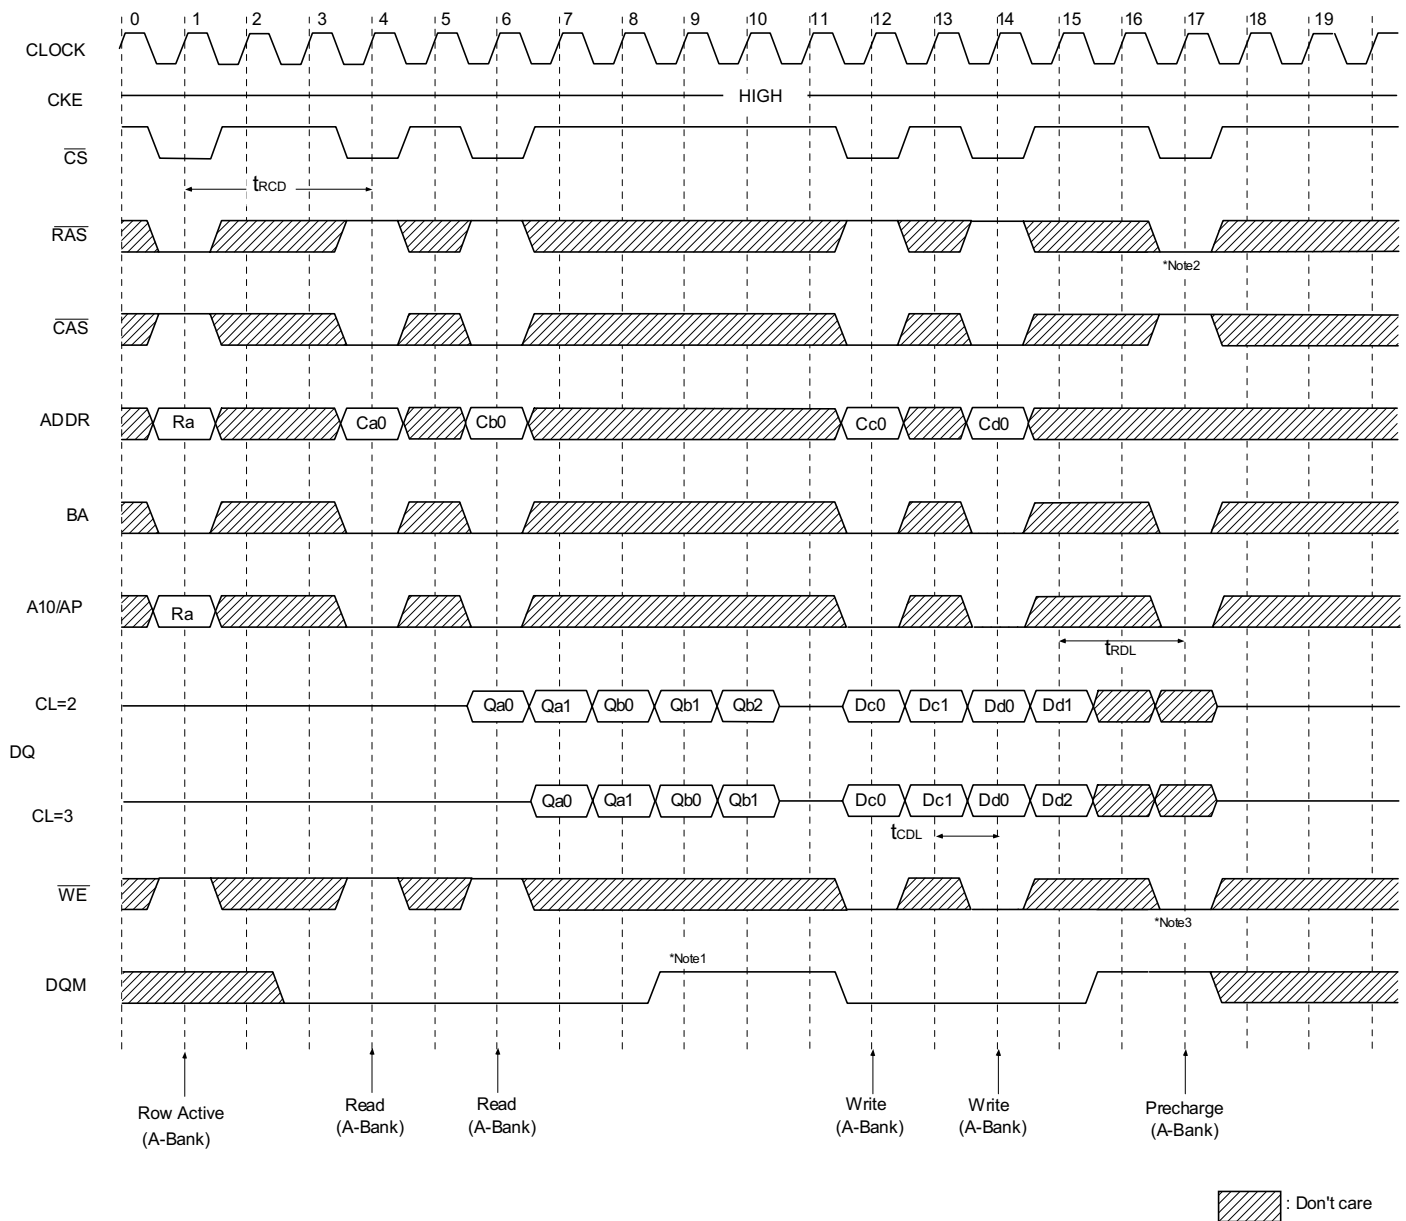 0 1 2 3 4 5 6 7 8 9 10 11 12 13 14 15 16 17 18 19
CLOCK
CKE HIGH
CS
tRCD
RAS
*Note2
CAS
ADDR Ra Ca0 Cb0 Cc0 Cd0
BA
A10/AP Ra
tRDL
CL=2 Qa0 Qa1 Qb0 Qb1 Qb2 Dc0 Dc1 Dd0 Dd1
DQ
CL=3 Qa0 Qa1 Qb0 Qb1 Dc0 Dc1 Dd0 Dd2
tCDL
WE
*Note3
*Note1
DQM
Row Active
(A-Bank)
Read
(A-Bank)
Read
(A-Bank)
Write
(A-Bank)
Write
(A-Bank)
Precharge
(A-Bank)
: Don't care